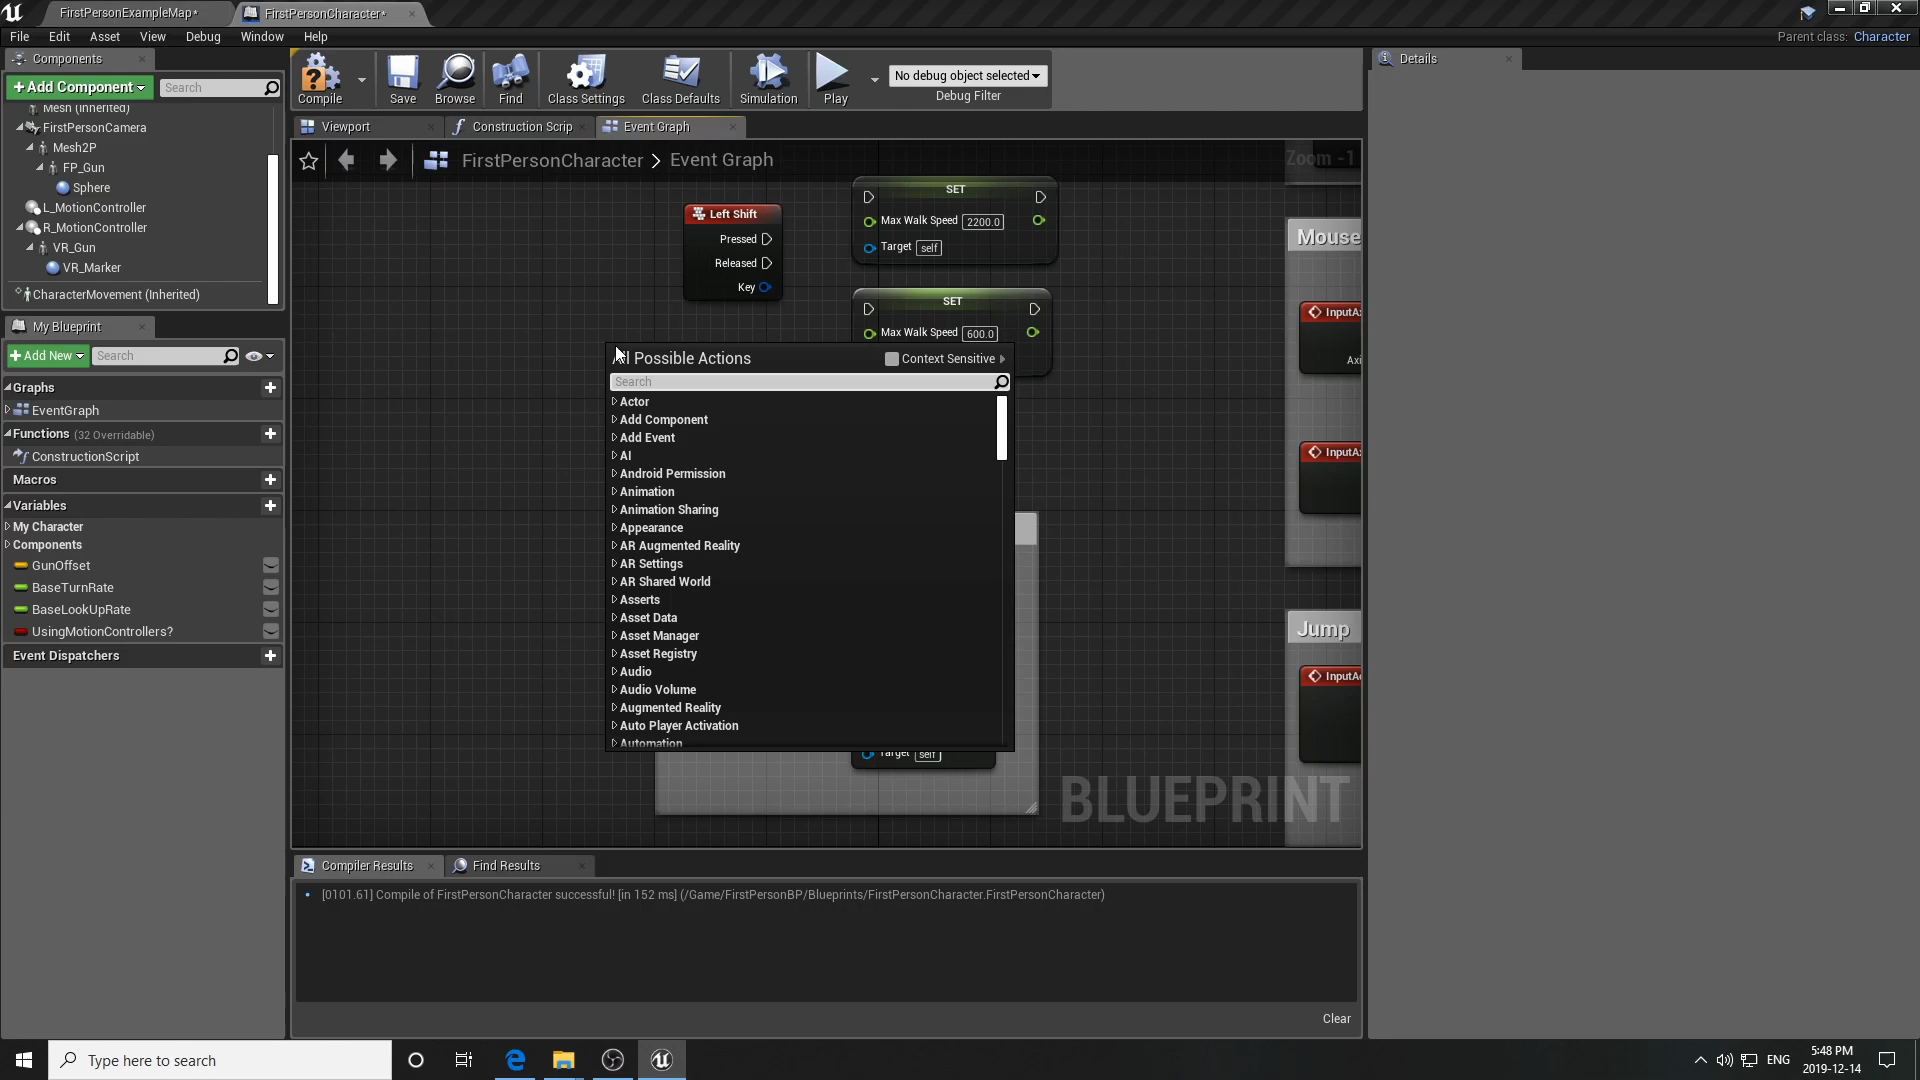 FirstPersonExampleMap*
FirstPersonCharacter*
File Edit Asset View Debug Window Help
Parent class: Character
Components
+Add Component
Search
Mesh (Inherited)
FirstPersonCamera
Mesh2P
FP_Gun
Sphere
L_MotionController
R_MotionController
VR_Gun
VR_Marker
CharacterMovement (Inherited)
My Blueprint
+Add New
Search
Graphs
EventGraph
Functions (32 Overridable)
ConstructionScript
Macros
Variables
My Character
Components
GunOffset
BaseTurnRate
BaseLookUpRate
UsingMotionControllers?
Event Dispatchers
Compile
Save
Browse
Find
Class Settings
Class Defaults
Simulation
Play
No debug object selected
Debug Filter
Viewport
Construction Scrip
Event Graph
FirstPersonCharacter > Event Graph
Zoom -1
Left Shift
Pressed
Released
Key
SET
Max Walk Speed 2200.0
Target self
SET
Max Walk Speed 600.0
All Possible Actions
Context Sensitive
Search
Actor
Add Component
Add Event
AI
Android Permission
Animation
Animation Sharing
Appearance
AR Augmented Reality
AR Settings
AR Shared World
Asserts
Asset Data
Asset Manager
Asset Registry
Audio
Audio Volume
Augmented Reality
Auto Player Activation
Automation
Target self
Mouse
InputAx
Axi
InputAx
Jump
InputAc
BLUEPRINT
Compiler Results
Find Results
[0101.61] Compile of FirstPersonCharacter successful! [in 152 ms] (/Game/FirstPersonBP/Blueprints/FirstPersonCharacter.FirstPersonCharacter)
Clear
Details
Type here to search
ENG
5:48 PM
2019-12-14